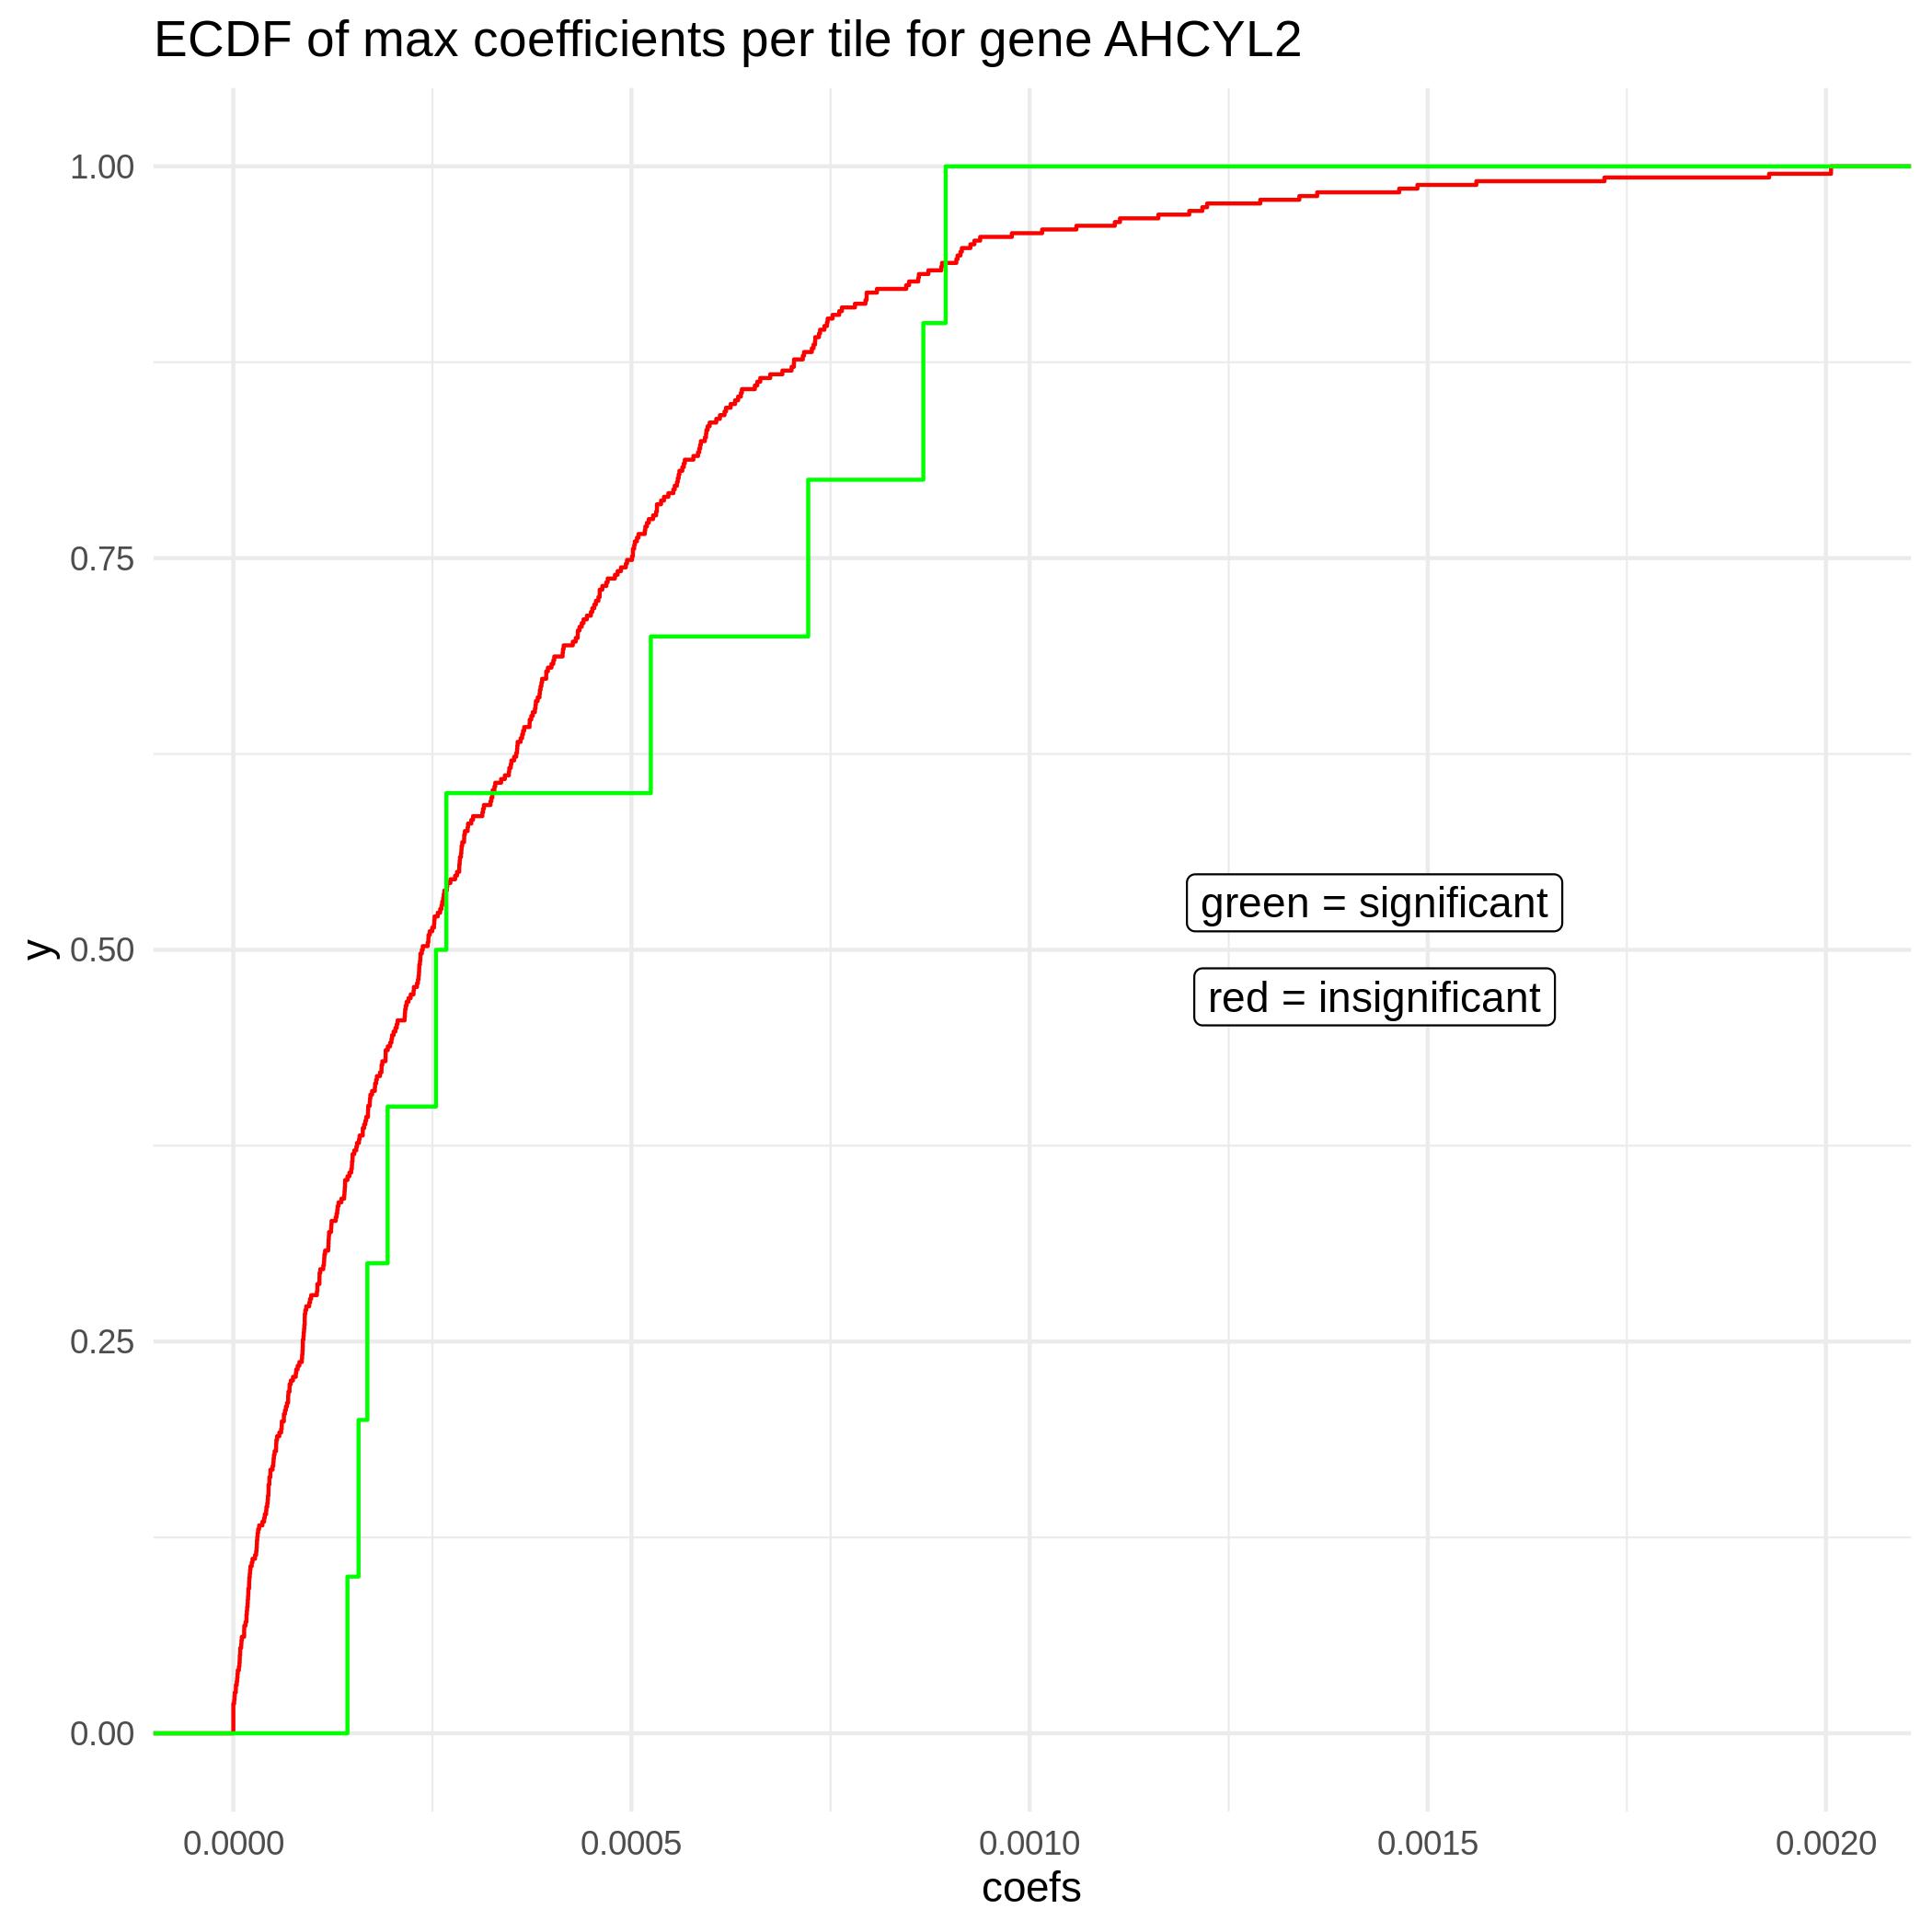 ECDF of max coefficients per tile for gene AHCYL2
1.00
0.75
0.50
0.25
0.00
y
green = significant
red = insignificant
0.0000 0.0005 0.0010 0.0015 0.0020
coefs